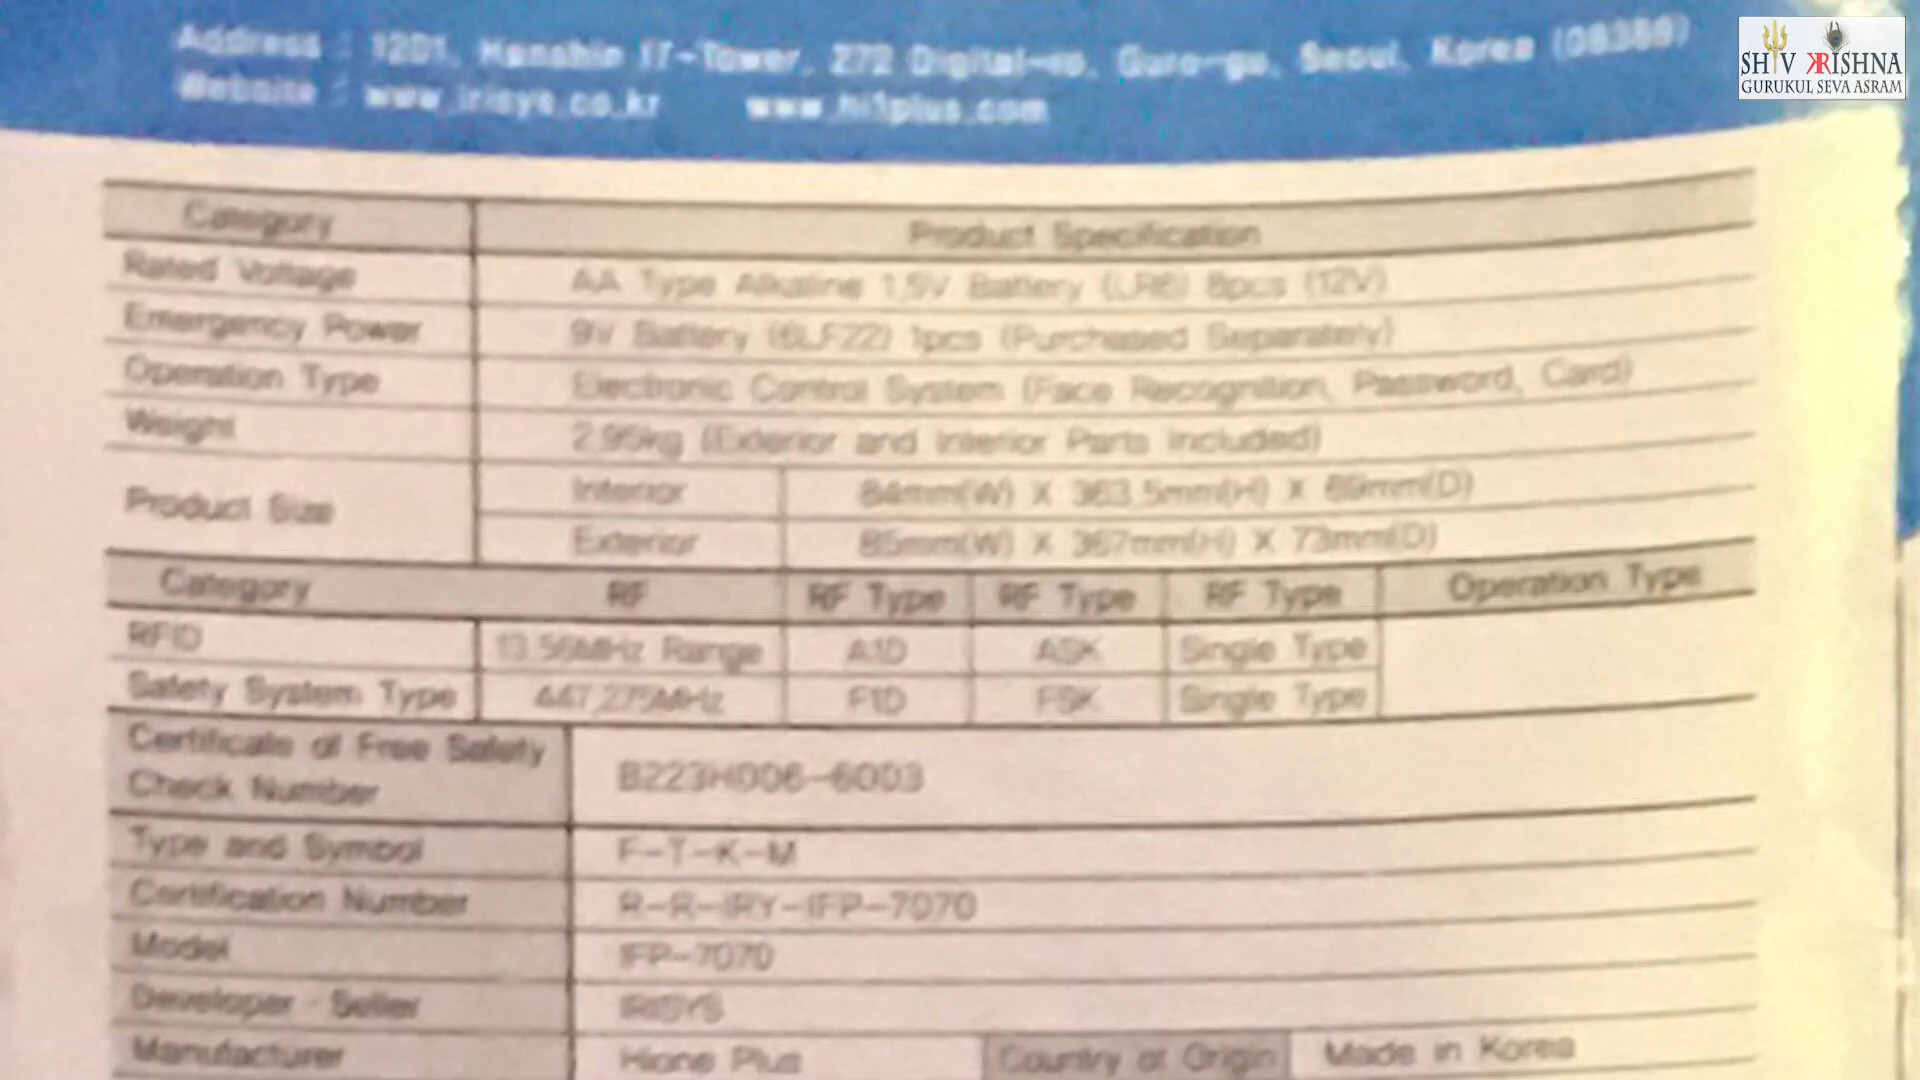 Address : 1201, Hanshin IT-Tower, 272 Digital-ro, Guro-gu, Seoul, Korea (08389)
Website : www.irisys.co.kr www.hi1plus.com
SHIV KRISHNA
GURUKUL SEVA ASRAM
Category Product Specification
Rated Voltage AA Type Alkaline 1.5V Battery (LR6) 8pcs (12V)
Emergency Power 9V Battery (6LF22) 1pcs (Purchased Separately)
Operation Type Electronic Control System (Face Recognition, Password, Card)
Weight 2.95kg (Exterior and Interior Parts Included)
Product Size Interior 84mm(W) X 363.5mm(H) X 69mm(D)
Exterior 85mm(W) X 367mm(H) X 73mm(D)
Category RF RF Type RF Type RF Type Operation Type
RFID 13.56MHz Range A1D ASK Single Type
Safety System Type 447.275MHz F1D FSK Single Type
Certificate of Free Safety
Check Number B223H006-6003
Type and Symbol F-T-K-M
Certification Number R-R-IRY-IFP-7070
Model IFP-7070
Developer · Seller IRISYS
Manufacturer Hione Plus Country of Origin Made in Korea